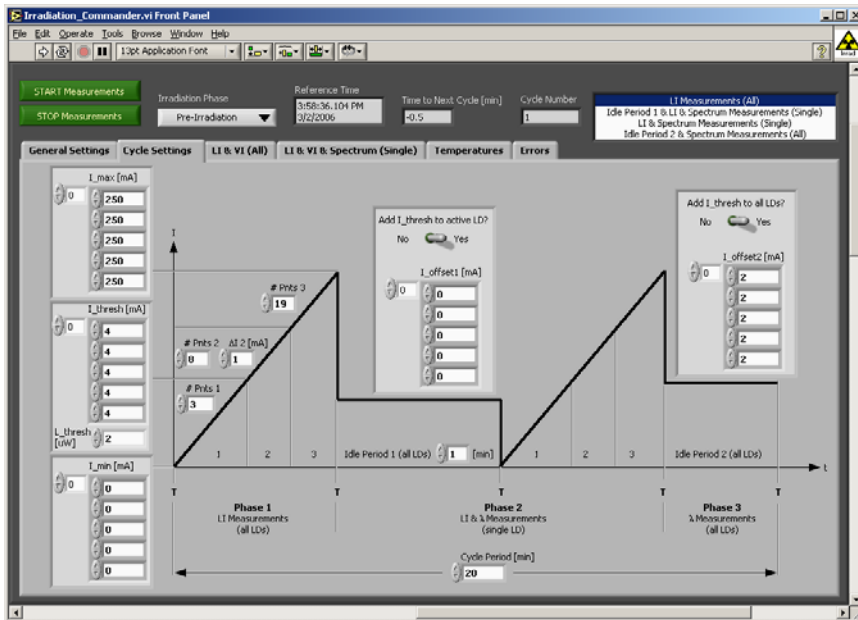 Irradiation_Commander.vi Front Panel
File Edit Operate Tools Browse Window Help
13pt Application Font
?
Irrad
START Measurements
STOP Measurements
Irradiation Phase
Pre-Irradiation
Reference Time
3:58:36.104 PM
3/2/2006
Time to Next Cycle [min]
-0.5
Cycle Number
1
LI Measurements (All)
Idle Period 1 & LI & Spectrum Measurements (Single)
LI & Spectrum Measurements (Single)
Idle Period 2 & Spectrum Measurements (All)
General Settings Cycle Settings LI & VI (All) LI & VI & Spectrum (Single) Temperatures Errors
I_max [mA]
0
250
250
250
250
250
I_thresh [mA]
0
4
4
4
4
4
L_thresh [uW]
2
I_min [mA]
0
0
0
0
0
0
I
# Pnts 3
19
# Pnts 2
8
ΔI 2 [mA]
1
# Pnts 1
3
Add I_thresh to active LD?
No Yes
I_offset1 [mA]
0
0
0
0
0
0
Add I_thresh to all LDs?
No Yes
I_offset2 [mA]
0
2
2
2
2
2
1 2 3 Idle Period 1 (all LDs) 1 [min] 1 2 3 Idle Period 2 (all LDs)
t
T T T T T
Phase 1
LI Measurements
(all LDs)
Phase 2
LI & λ Measurements
(single LD)
Phase 3
λ Measurements
(all LDs)
Cycle Period [min]
20